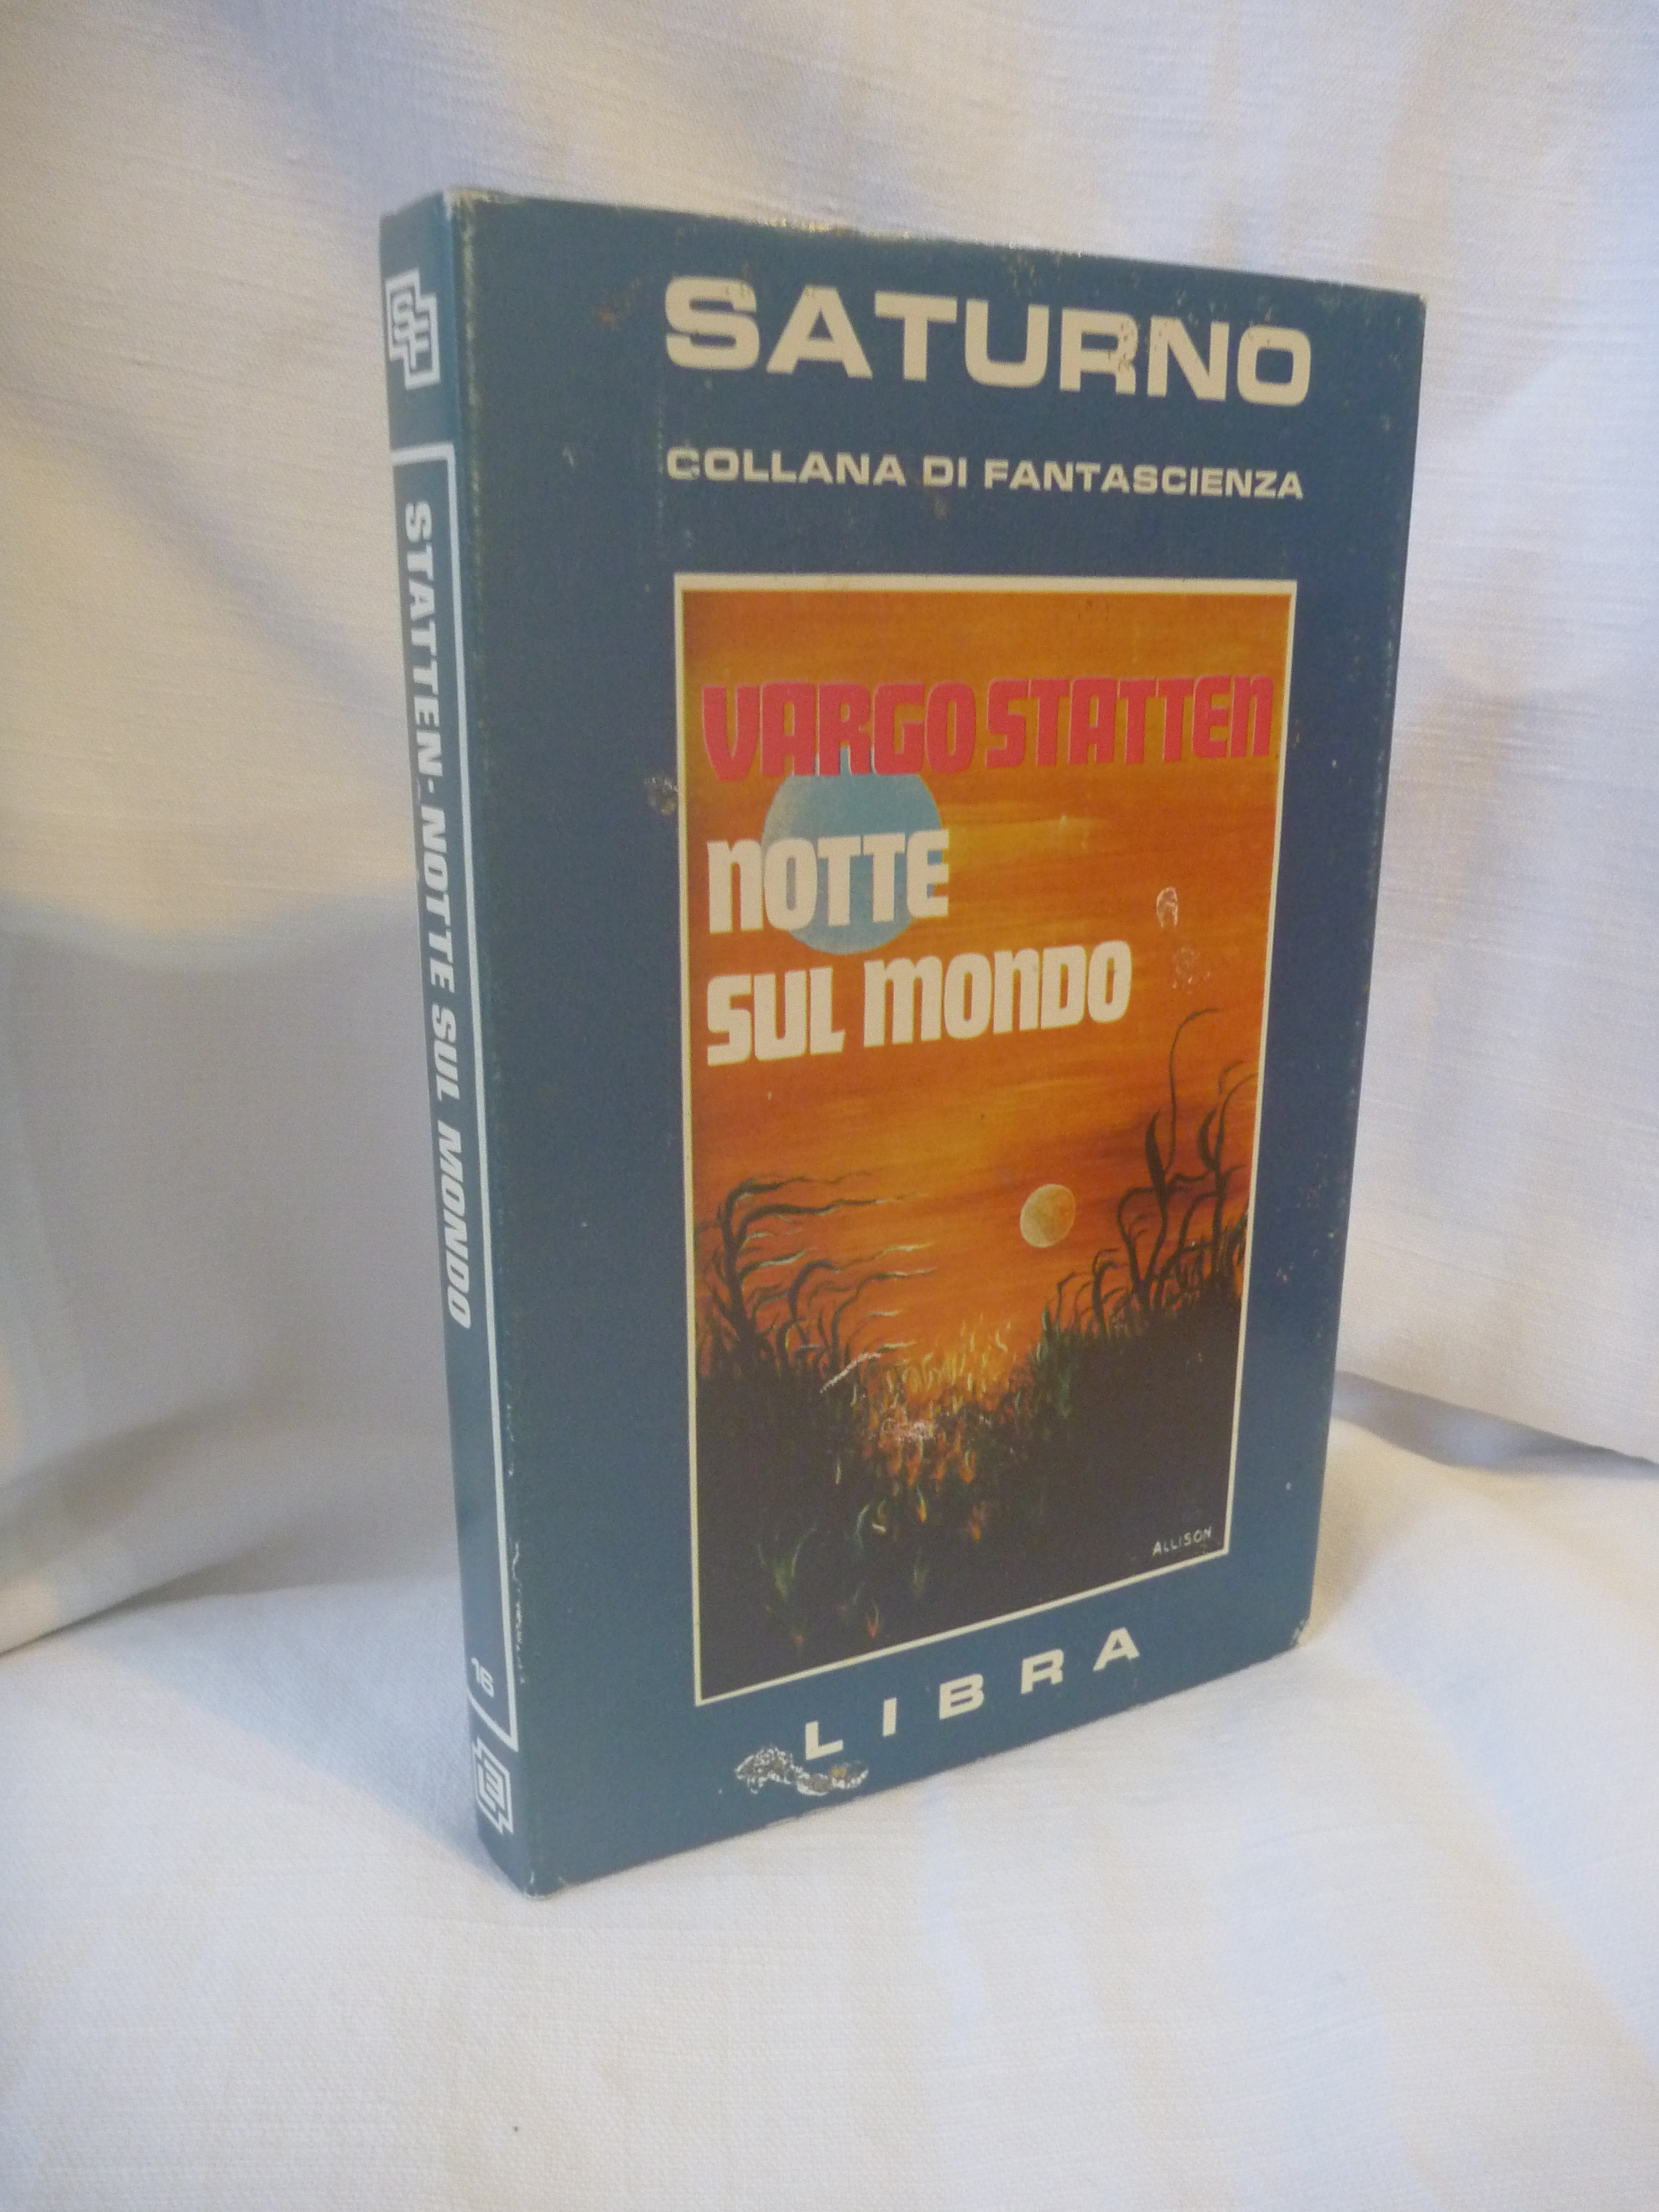 SATURNO
COLLANA DI FANTASCIENZA
VARGO STATTEN
NOTTE
SUL MONDO
ALLISON
LIBRA
STATTEN-NOTTE SUL MONDO
16